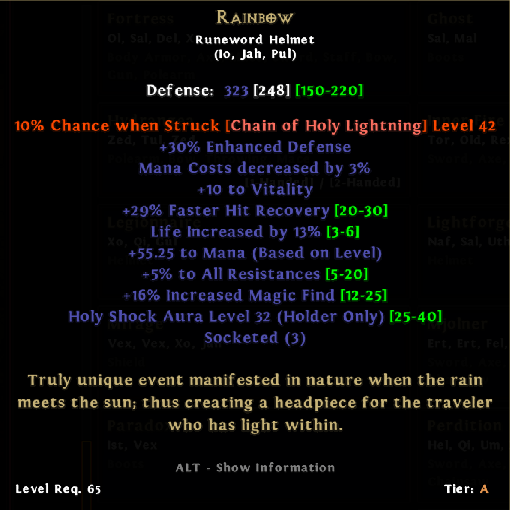 Rainbow
Runeword Helmet
(Io, Jah, Pul)
Defense: 323 [248] [150-220]
10% Chance when Struck [Chain of Holy Lightning] Level 42
+30% Enhanced Defense
Mana Costs decreased by 3%
+10 to Vitality
+29% Faster Hit Recovery [20-30]
Life Increased by 13% [3-6]
+55.25 to Mana (Based on Level)
+5% to All Resistances [5-20]
+16% Increased Magic Find [12-25]
Holy Shock Aura Level 32 (Holder Only) [25-40]
Socketed (3)
Truly unique event manifested in nature when the rain
meets the sun; thus creating a headpiece for the traveler
who has light within.
ALT - Show Information
Level Req. 65
Tier: A